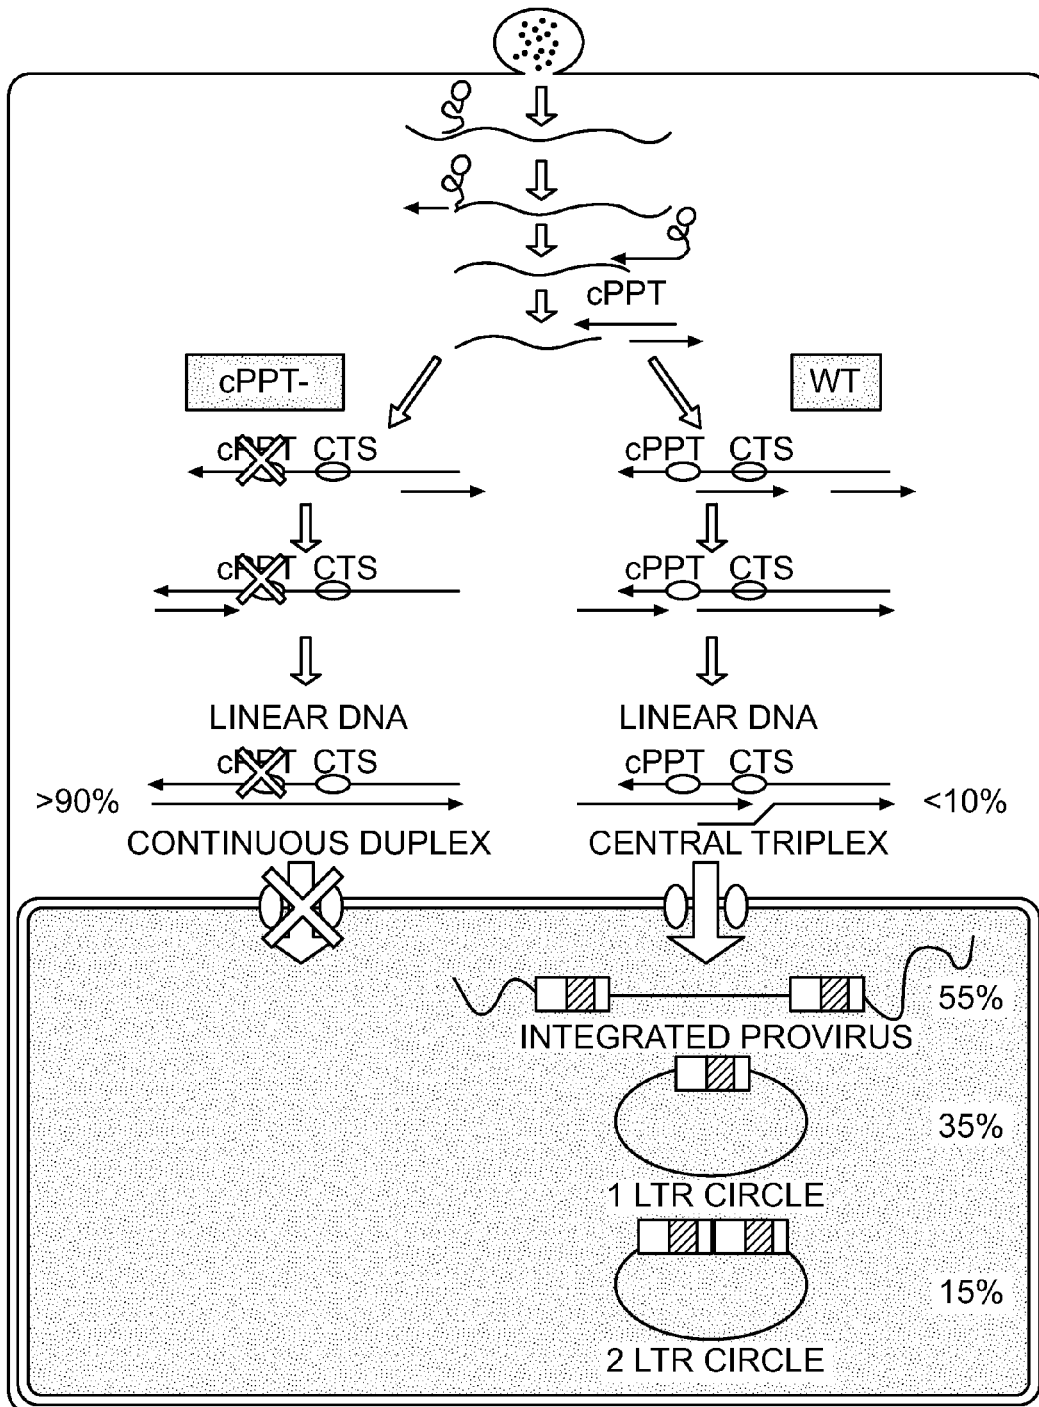 cPPT
cPPT- WT
cPPT CTS cPPT CTS
cPPT CTS cPPT CTS
LINEAR DNA LINEAR DNA
cPPT CTS cPPT CTS
>90% <10%
CONTINUOUS DUPLEX CENTRAL TRIPLEX
55%
INTEGRATED PROVIRUS
35%
1 LTR CIRCLE
15%
2 LTR CIRCLE